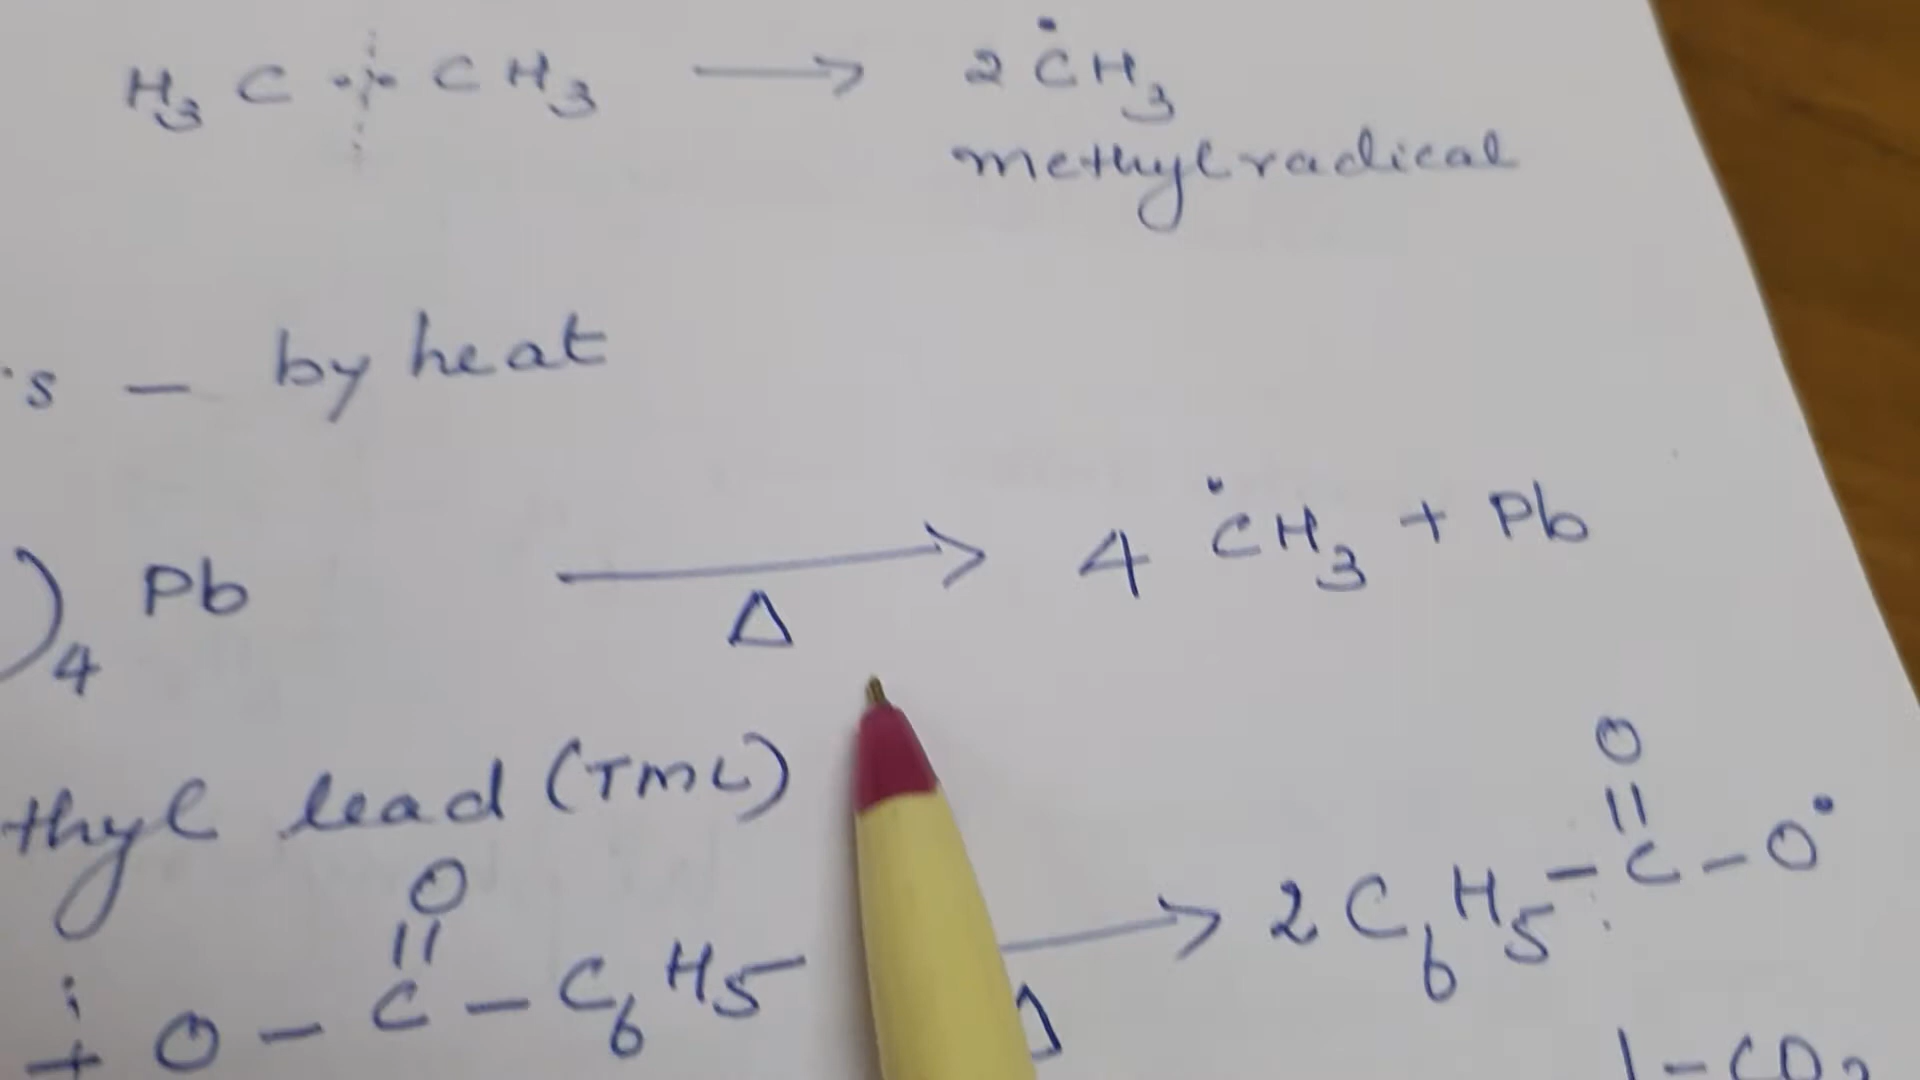 H₃C · · CH₃ ⟶ 2 ĊH₃
methyl radical
s – by heat
)₄ Pb ⟶ 4 ĊH₃ + Pb
Δ
thyl lead (TML)
O
||
O
||
O – C – C₆H₅ ⟶ 2 C₆H₅ – C – O•
Δ
| – CO₂